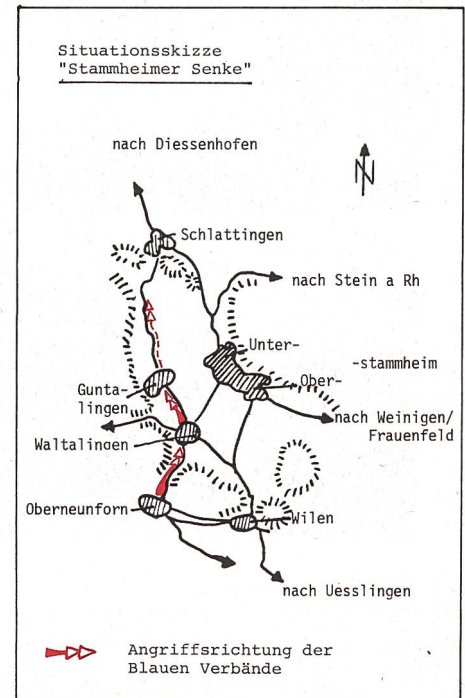 Situationsskizze
"Stammheimer Senke"
nach Diessenhofen
N
Schlattingen
nach Stein a Rh
Unter-
-stammheim
Ober-
Gunta-
lingen
nach Weinigen/
Frauenfeld
Waltalingen
Oberneunforn
Wilen
nach Uesslingen
Angriffsrichtung der
Blauen Verbände